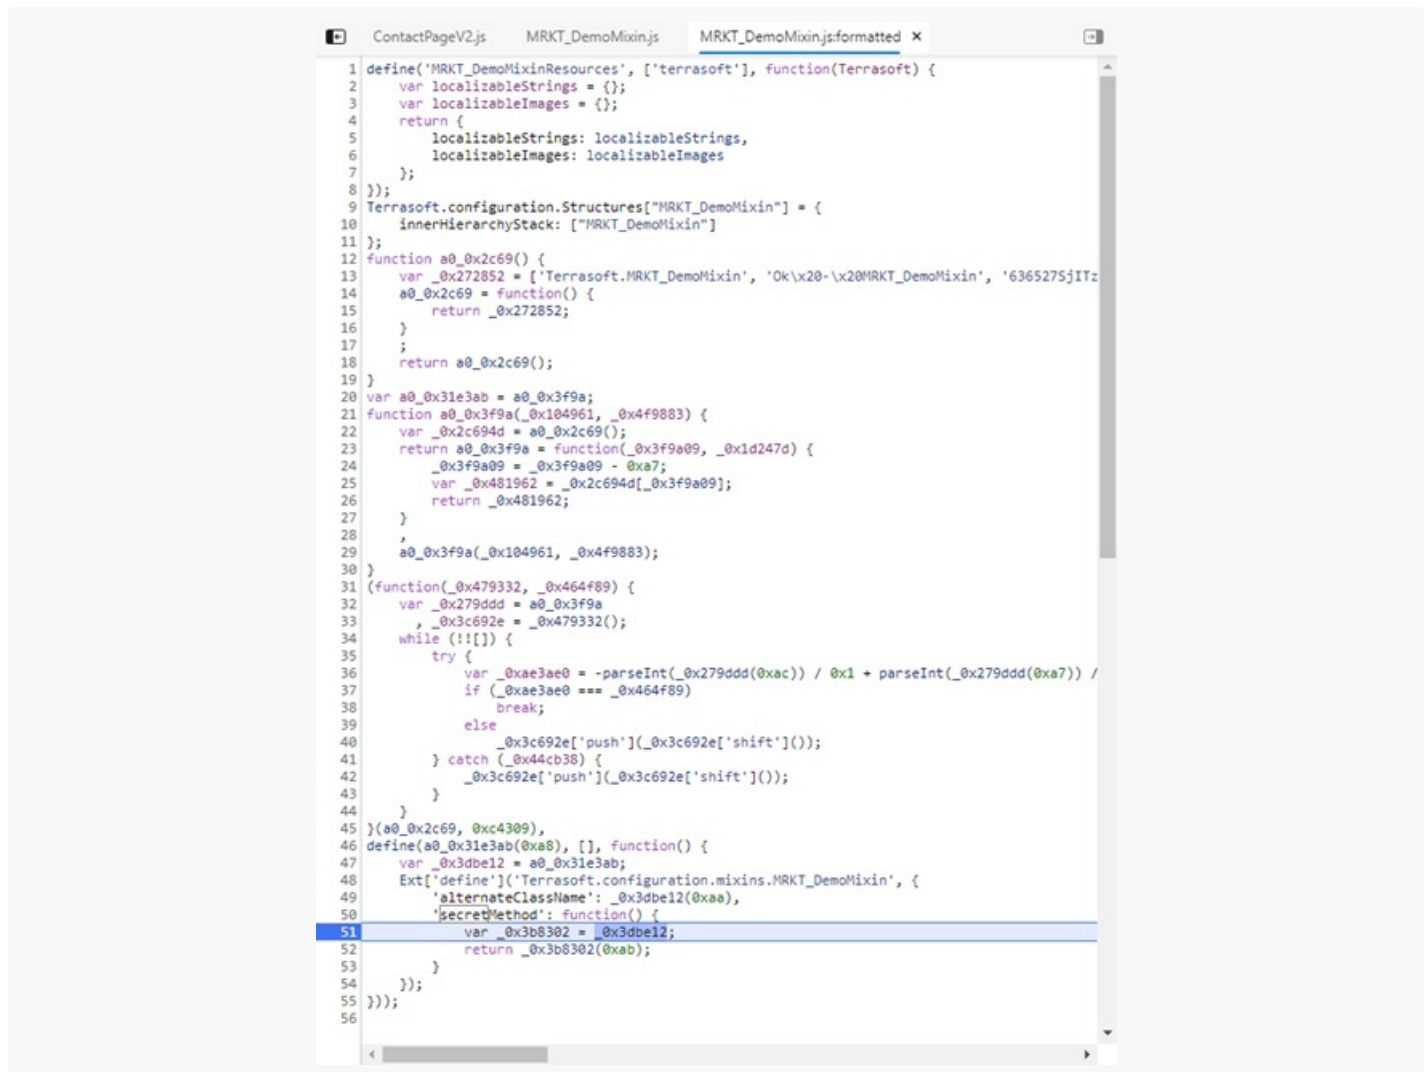 ContactPageV2.js MRKT_DemoMixin.js MRKT_DemoMixin.js:formatted ×
1 define('MRKT_DemoMixinResources', ['terrasoft'], function(Terrasoft) {
2 var localizableStrings = {};
3 var localizableImages = {};
4 return {
5 localizableStrings: localizableStrings,
6 localizableImages: localizableImages
7 };
8 });
9 Terrasoft.configuration.Structures["MRKT_DemoMixin"] = {
10 innerHierarchyStack: ["MRKT_DemoMixin"]
11 };
12 function a0_0x2c69() {
13 var _0x272852 = ['Terrasoft.MRKT_DemoMixin', 'Ok\x20-\x20MRKT_DemoMixin', '6365275jITz
14 a0_0x2c69 = function() {
15 return _0x272852;
16 }
17 ;
18 return a0_0x2c69();
19 }
20 var a0_0x31e3ab = a0_0x3f9a;
21 function a0_0x3f9a(_0x104961, _0x4f9883) {
22 var _0x2c694d = a0_0x2c69();
23 return a0_0x3f9a = function(_0x3f9a09, _0x1d247d) {
24 _0x3f9a09 = _0x3f9a09 - 0xa7;
25 var _0x481962 = _0x2c694d[_0x3f9a09];
26 return _0x481962;
27 }
28 ,
29 a0_0x3f9a(_0x104961, _0x4f9883);
30 }
31 (function(_0x479332, _0x464f89) {
32 var _0x279ddd = a0_0x3f9a
33 , _0x3c692e = _0x479332();
34 while (!![]) {
35 try {
36 var _0xae3ae0 = -parseInt(_0x279ddd(0xac)) / 0x1 + parseInt(_0x279ddd(0xa7)) /
37 if (_0xae3ae0 === _0x464f89)
38 break;
39 else
40 _0x3c692e['push'](_0x3c692e['shift']());
41 } catch (_0x44cb38) {
42 _0x3c692e['push'](_0x3c692e['shift']());
43 }
44 }
45 }(a0_0x2c69, 0xc4309),
46 define(a0_0x31e3ab(0xa8), [], function() {
47 var _0x3dbe12 = a0_0x31e3ab;
48 Ext['define']('Terrasoft.configuration.mixins.MRKT_DemoMixin', {
49 'alternateClassName': _0x3dbe12(0xaa),
50 'secretMethod': function() {
51 var _0x3b8302 = _0x3dbe12;
52 return _0x3b8302(0xab);
53 }
54 });
55 }));
56